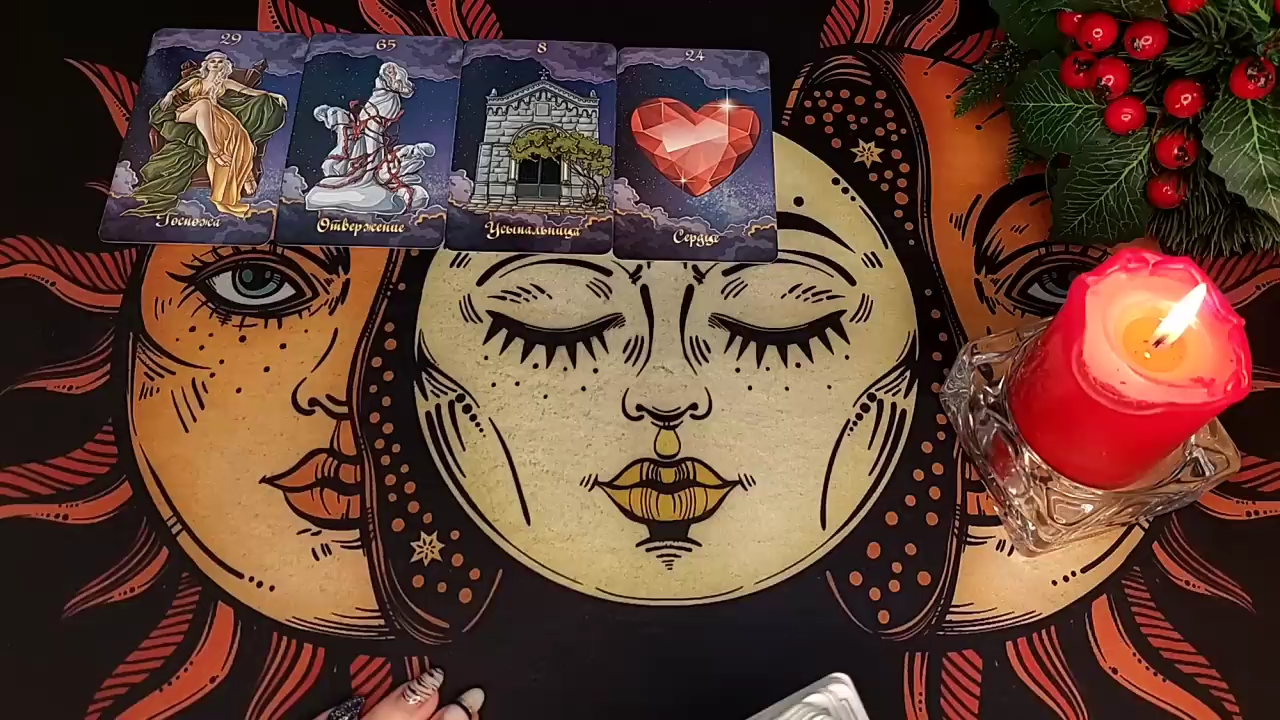 29
65
8
24
Госпожа
Отвержение
Усыпальница
Сердце